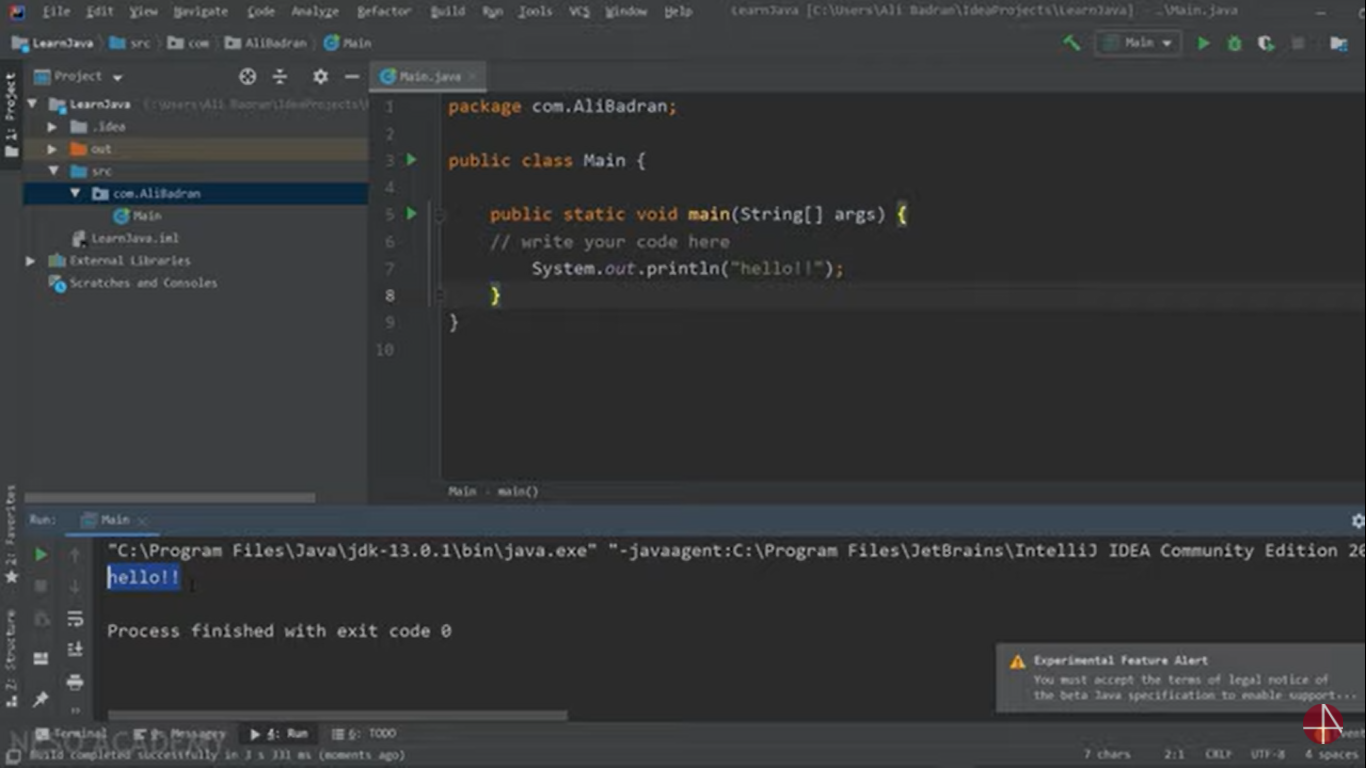 File Edit View Navigate Code Analyze Refactor Build Run Tools VCS Window Help LearnJava [C:\Users\Ali Badran\IdeaProjects\LearnJava] - ...\Main.java
LearnJava src com AliBadran Main Main
1: Project
Project
Main.java
LearnJava C:\Users\Ali Badran\IdeaProjects\
.idea
out
src
com.AliBadran
Main
LearnJava.iml
External Libraries
Scratches and Consoles
1 package com.AliBadran;
2
3 public class Main {
4
5 public static void main(String[] args) {
6 // write your code here
7 System.out.println("hello!!");
8 }
9 }
10
Main main()
2: Favorites
Z: Structure
Run: Main
"C:\Program Files\Java\jdk-13.0.1\bin\java.exe" "-javaagent:C:\Program Files\JetBrains\IntelliJ IDEA Community Edition 20
hello!!
Process finished with exit code 0
Experimental Feature Alert
You must accept the terms of legal notice of
the beta Java specification to enable support...
Terminal Messages 4: Run 6: TODO
NESO ACADEMY
Build completed successfully in 3 s 331 ms (moments ago) 7 chars 2:1 CRLF UTF-8 4 spaces